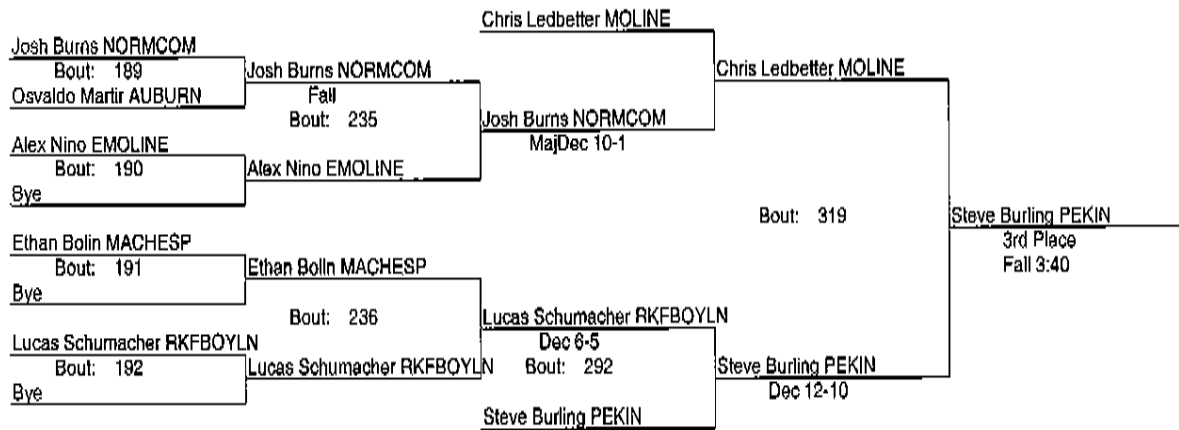 Chris Ledbetter MOLINE
Josh Burns NORMCOM
Bout: 189
Osvaldo Martir AUBURN
Josh Burns NORMCOM
Fall
Bout: 235
Chris Ledbetter MOLINE
Josh Burns NORMCOM
MajDec 10-1
Alex Nino EMOLINE
Bout: 190
Bye
Alex Nino EMOLINE
Bout: 319
Steve Burling PEKIN
3rd Place
Fall 3:40
Ethan Bolin MACHESP
Bout: 191
Bye
Ethan Bolin MACHESP
Bout: 236
Lucas Schumacher RKFBOYLN
Dec 6-5
Bout: 292
Lucas Schumacher RKFBOYLN
Bout: 192
Bye
Lucas Schumacher RKFBOYLN
Steve Burling PEKIN
Dec 12-10
Steve Burling PEKIN